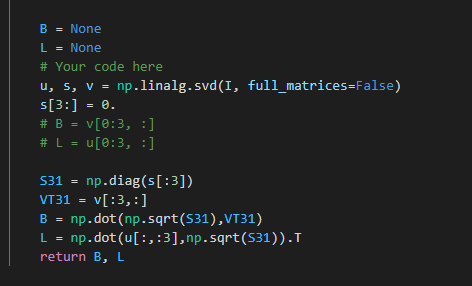 B = None
L = None
# Your code here
u, s, v = np.linalg.svd(I, full_matrices=False)
s[3:] = 0.
# B = v[0:3, :]
# L = u[0:3, :]
S31 = np.diag(s[:3])
VT31 = v[:3,:]
B = np.dot(np.sqrt(S31),VT31)
L = np.dot(u[:,:3],np.sqrt(S31)).T
return B, L